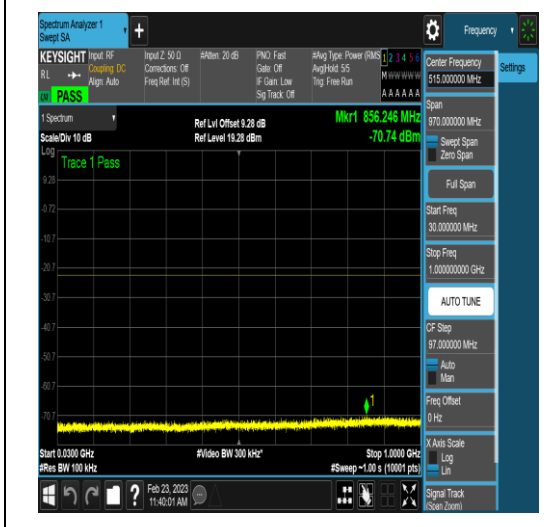 Spectrum Analyzer 1
Swept SA
Frequency
KEYSIGHT
RL
PASS
Input: RF
Coupling: DC
Align: Auto
Input Z: 50 Ω
Corrections: Off
Freq Ref: Int (S)
#Atten: 20 dB
PNO: Fast
Gate: Off
IF Gain: Low
Sig Track: Off
#Avg Type: Power (RMS)
Avg|Hold: 5/5
Trig: Free Run
1 2 3 4 5 6
M W W W W W
A A A A A A
1 Spectrum
Scale/Div 10 dB
Ref Lvl Offset 9.28 dB
Ref Level 19.28 dBm
Mkr1 856.246 MHz
-70.74 dBm
Log
Trace 1 Pass
9.28
-0.72
-10.7
-20.7
-30.7
-40.7
-50.7
-60.7
-70.7
1
Start 0.0300 GHz
#Res BW 100 kHz
#Video BW 300 kHz*
Stop 1.0000 GHz
#Sweep ~1.00 s (10001 pts)
Feb 23, 2023
11:40:01 AM
Center Frequency
515.000000 MHz
Settings
Span
970.000000 MHz
Swept Span
Zero Span
Full Span
Start Freq
30.000000 MHz
Stop Freq
1.000000000 GHz
AUTO TUNE
CF Step
97.000000 MHz
Auto
Man
Freq Offset
0 Hz
X Axis Scale
Log
Lin
Signal Track
(Span Zoom)